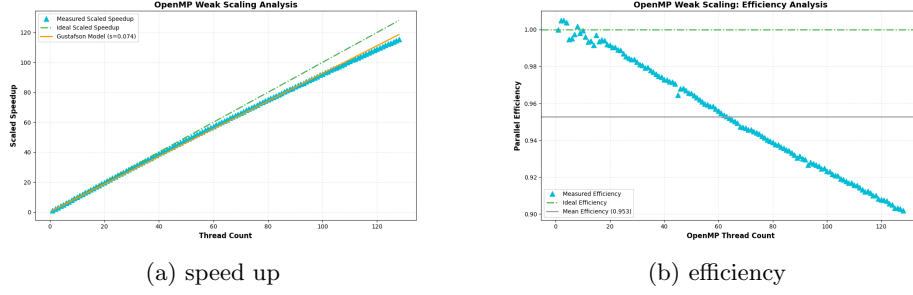 OpenMP Weak Scaling Analysis
Measured Scaled Speedup
Ideal Scaled Speedup
Gustafson Model (s=0.074)
120
100
80
60
40
20
0
Scaled Speedup
0 20 40 60 80 100 120
Thread Count
(a) speed up
OpenMP Weak Scaling: Efficiency Analysis
1.00
0.98
0.96
0.94
0.92
0.90
Parallel Efficiency
Measured Efficiency
Ideal Efficiency
Mean Efficiency (0.953)
0 20 40 60 80 100 120
OpenMP Thread Count
(b) efficiency